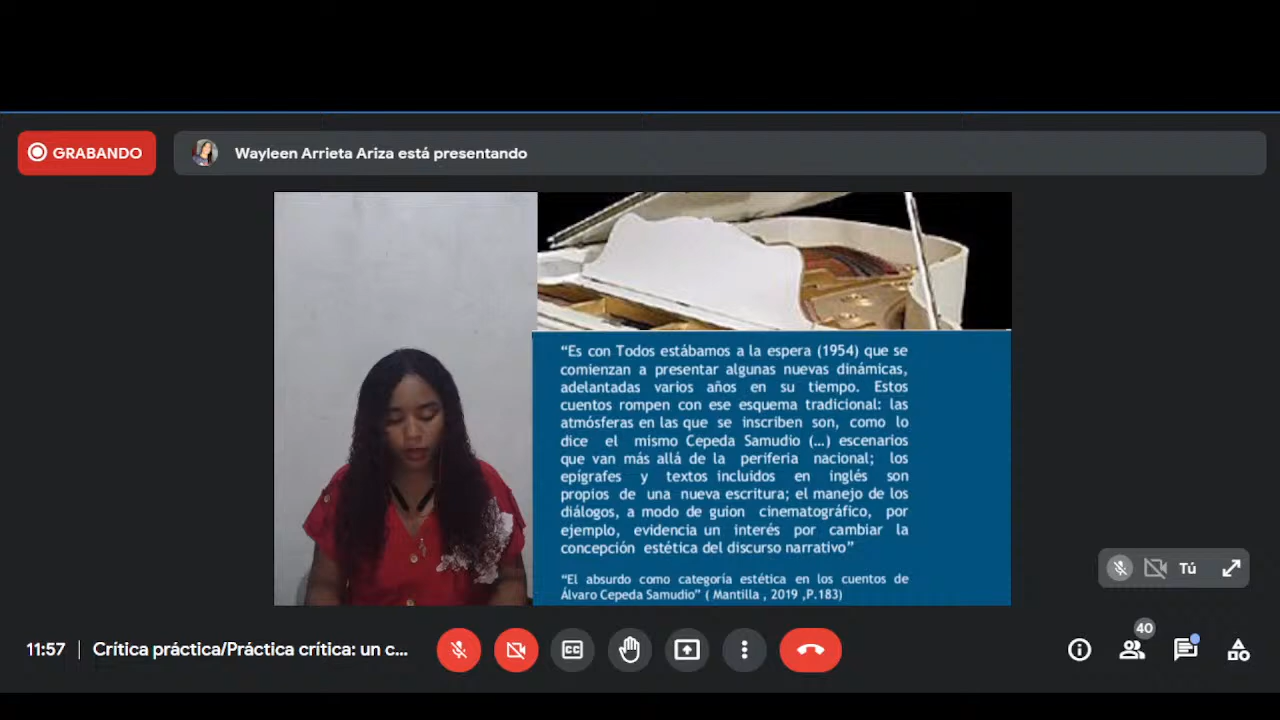 GRABANDO
Wayleen Arrieta Ariza está presentando
“Es con Todos estábamos a la espera (1954) que se
comienzan a presentar algunas nuevas dinámicas,
adelantadas varios años en su tiempo. Estos
cuentos rompen con ese esquema tradicional: las
atmósferas en las que se inscriben son, como lo
dice el mismo Cepeda Samudio (…) escenarios
que van más allá de la periferia nacional; los
epígrafes y textos incluidos en inglés son
propios de una nueva escritura; el manejo de los
diálogos, a modo de guion cinematográfico, por
ejemplo, evidencia un interés por cambiar la
concepción estética del discurso narrativo”
“El absurdo como categoría estética en los cuentos de
Álvaro Cepeda Samudio” ( Mantilla , 2019 ,P.183)
Tú
11:57 | Crítica práctica/Práctica crítica: un c...
CC
40